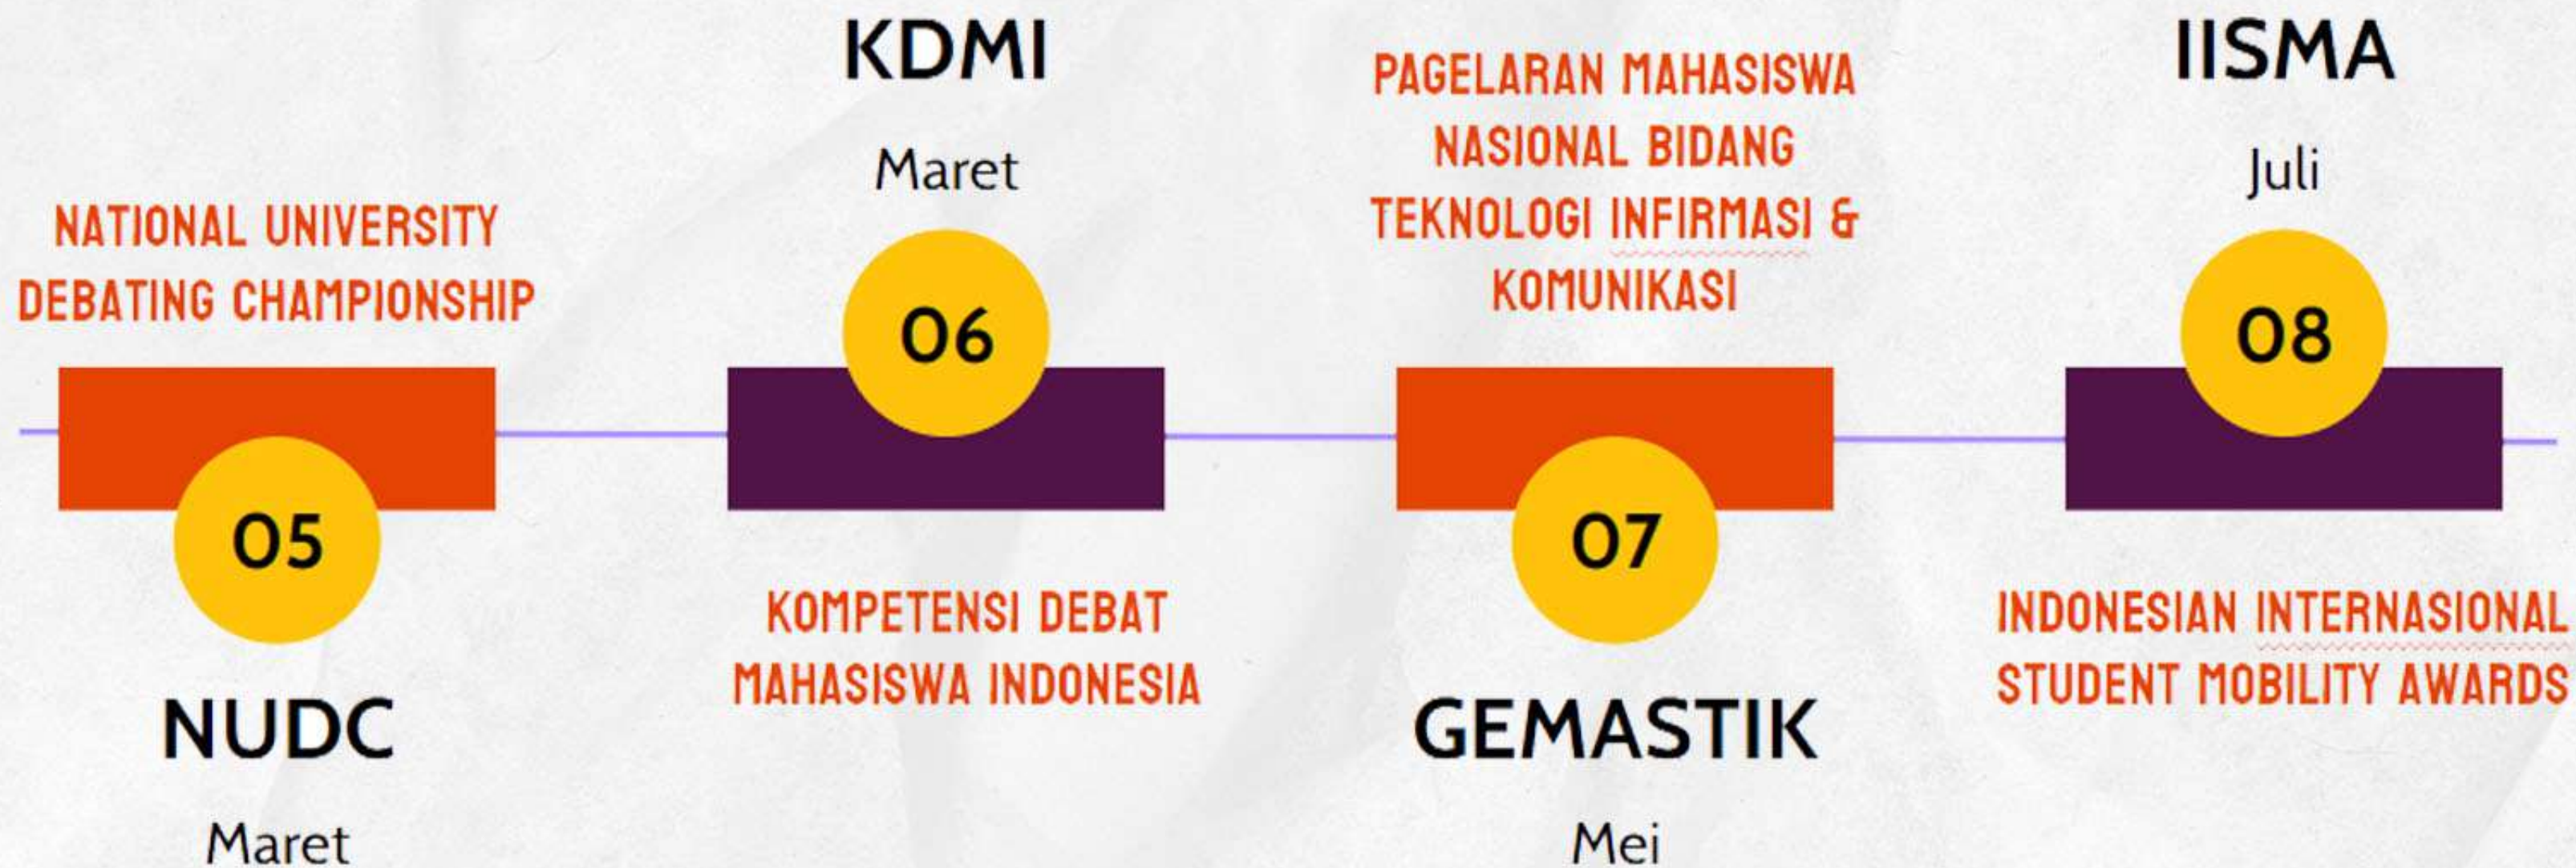 NATIONAL UNIVERSITY
DEBATING CHAMPIONSHIP
05
NUDC
Maret
KDMI
Maret
06
KOMPETENSI DEBAT
MAHASISWA INDONESIA
PAGELARAN MAHASISWA
NASIONAL BIDANG
TEKNOLOGI INFIRMASI &
KOMUNIKASI
07
GEMASTIK
Mei
IISMA
Juli
08
INDONESIAN INTERNASIONAL
STUDENT MOBILITY AWARDS